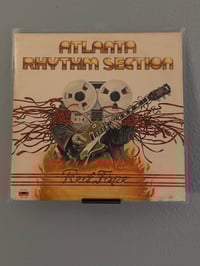 ATLANTA
RHYTHM SECTION
Red Tape